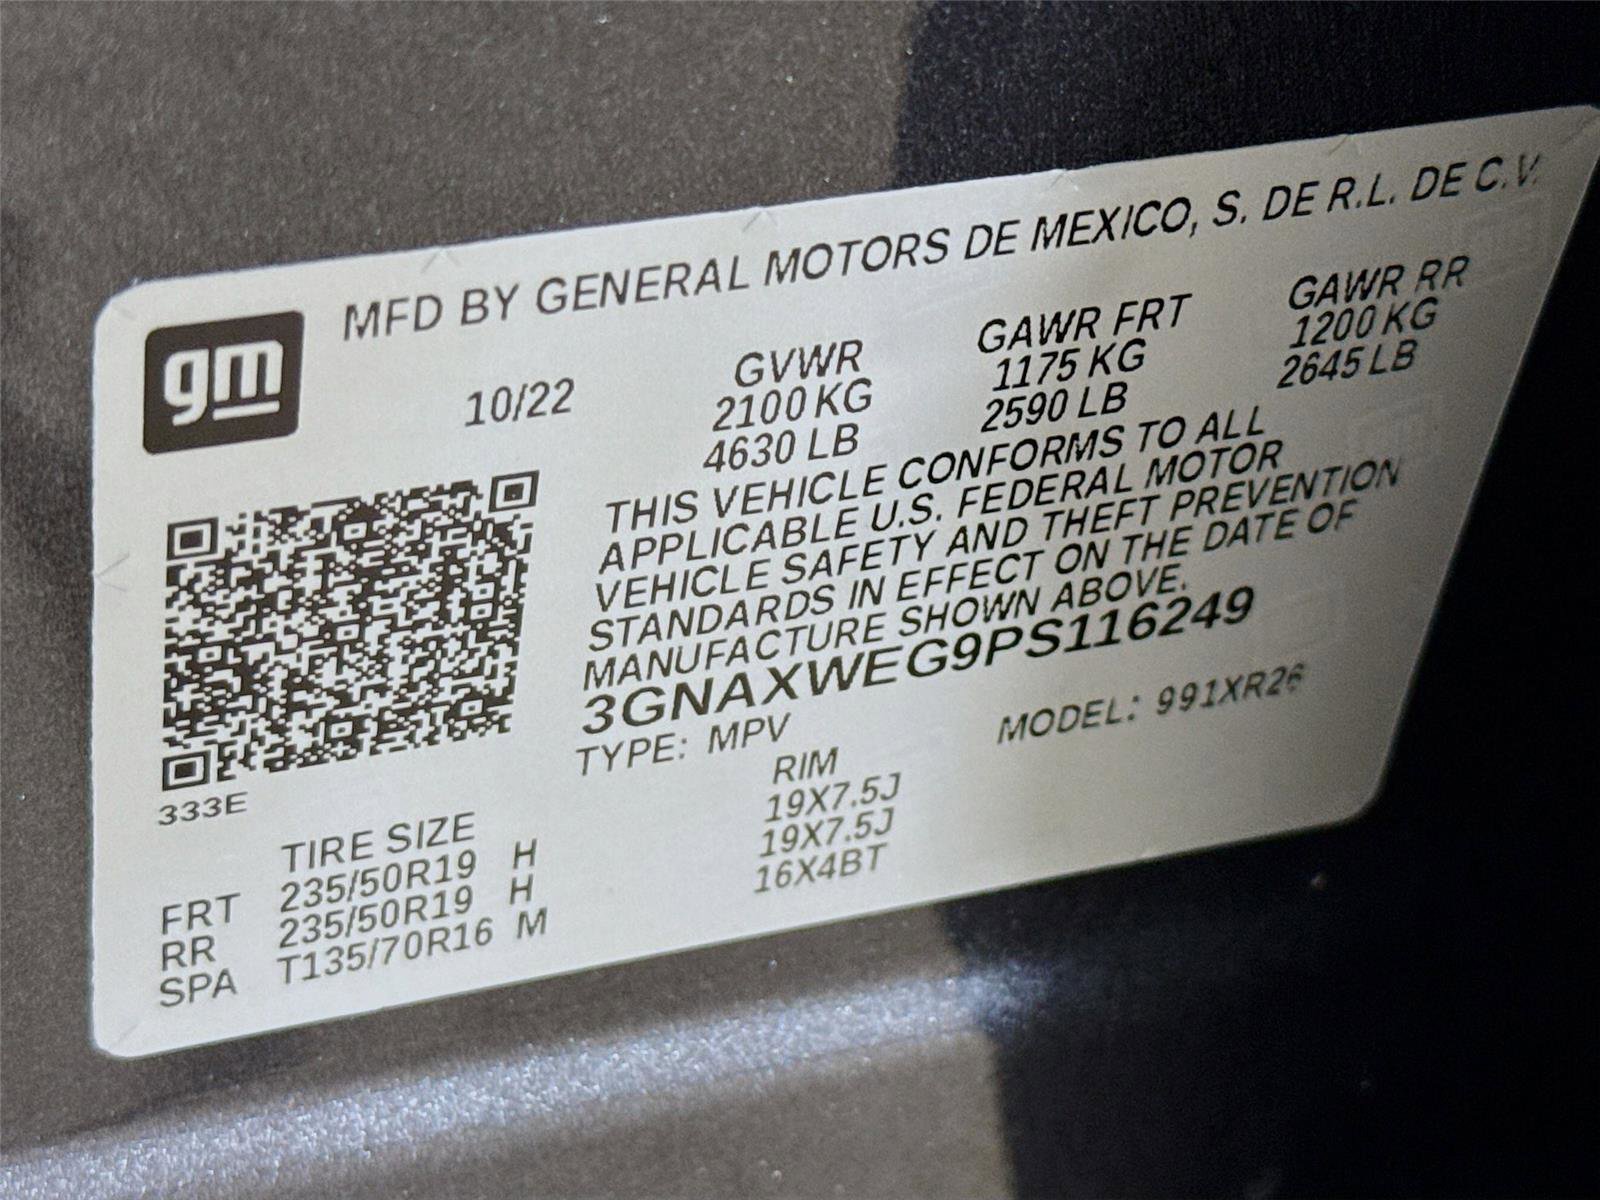 MFD BY GENERAL MOTORS DE MEXICO, S. DE R.L. DE C.V.
gm
10/22
GVWR GAWR FRT GAWR RR
2100 KG 1175 KG 1200 KG
4630 LB 2590 LB 2645 LB
THIS VEHICLE CONFORMS TO ALL
APPLICABLE U.S. FEDERAL MOTOR
VEHICLE SAFETY AND THEFT PREVENTION
STANDARDS IN EFFECT ON THE DATE OF
MANUFACTURE SHOWN ABOVE.
3GNAXWEG9PS116249
TYPE: MPV MODEL: 991XR26
333E
TIRE SIZE RIM
FRT 235/50R19 H 19X7.5J
RR 235/50R19 H 19X7.5J
SPA T135/70R16 M 16X4BT